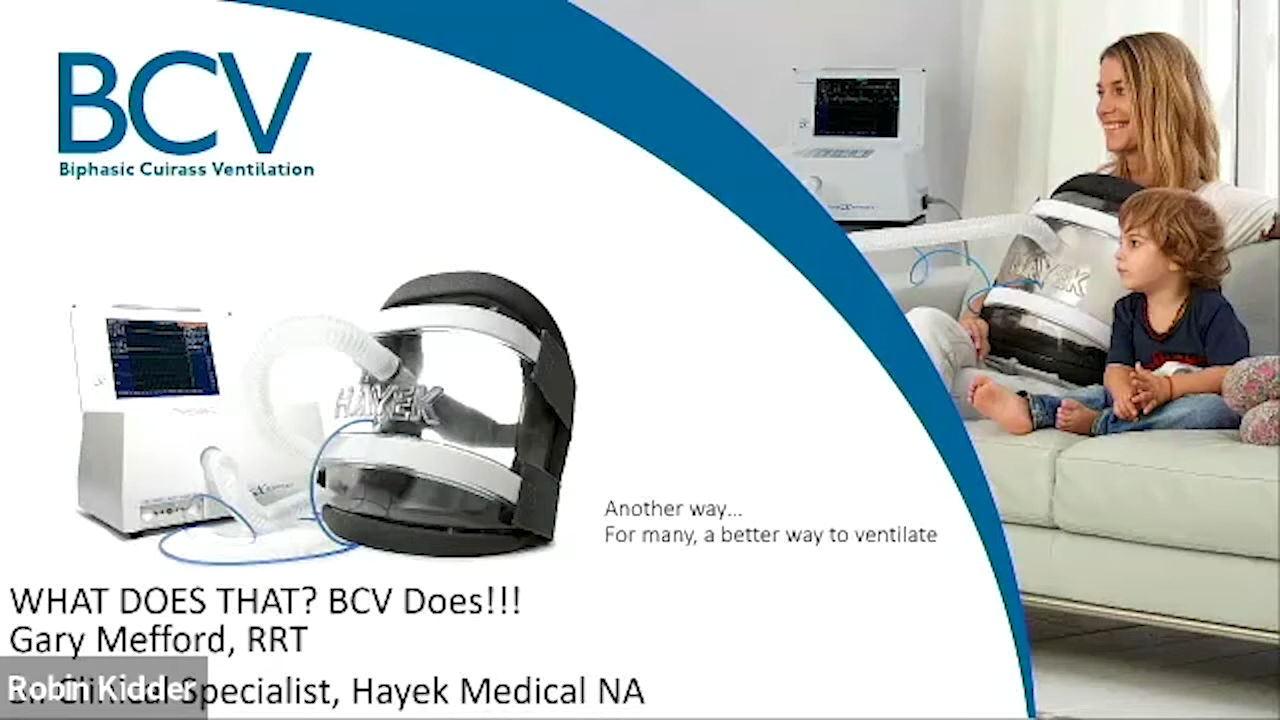 BCV
Biphasic Cuirass Ventilation
HAYEK
HAYEK
Another way...
For many, a better way to ventilate
WHAT DOES THAT? BCV Does!!!
Gary Mefford, RRT
Robin Kidder
Specialist, Hayek Medical NA